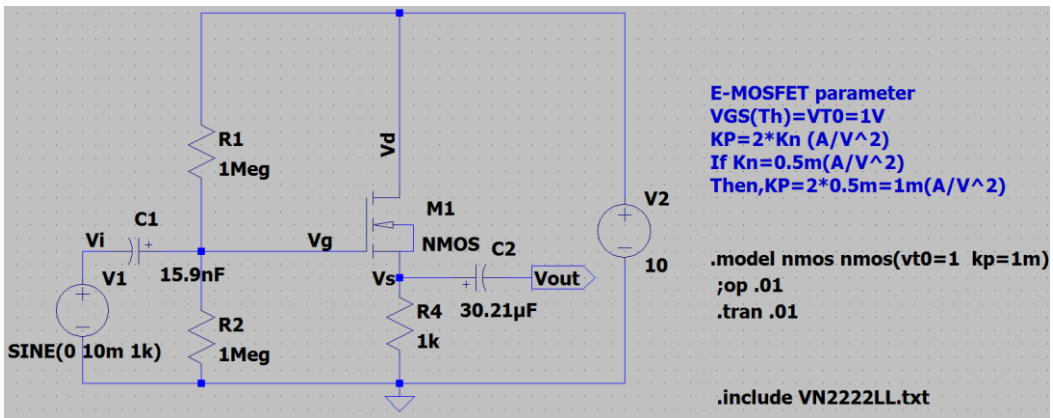 E-MOSFET parameter
VGS(Th)=VT0=1V
KP=2*Kn (A/V^2)
If Kn=0.5m(A/V^2)
Then,KP=2*0.5m=1m(A/V^2)
R1
1Meg
Vd
M1
NMOS
V2
10
C1
Vi
15.9nF
Vg
V1
SINE(0 10m 1k)
R2
1Meg
Vs
C2
30.21µF
Vout
R4
1k
.model nmos nmos(vt0=1 kp=1m)
;op .01
.tran .01
.include VN2222LL.txt